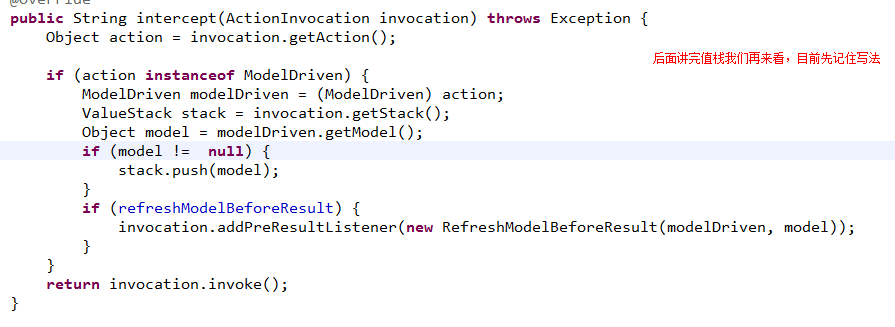 @Override
public String intercept(ActionInvocation invocation) throws Exception {
    Object action = invocation.getAction();
后面讲完值栈我们再来看，目前先记住写法
    if (action instanceof ModelDriven) {
        ModelDriven modelDriven = (ModelDriven) action;
        ValueStack stack = invocation.getStack();
        Object model = modelDriven.getModel();
        if (model !=  null) {
            stack.push(model);
        }
        if (refreshModelBeforeResult) {
            invocation.addPreResultListener(new RefreshModelBeforeResult(modelDriven, model));
        }
    }
    return invocation.invoke();
}